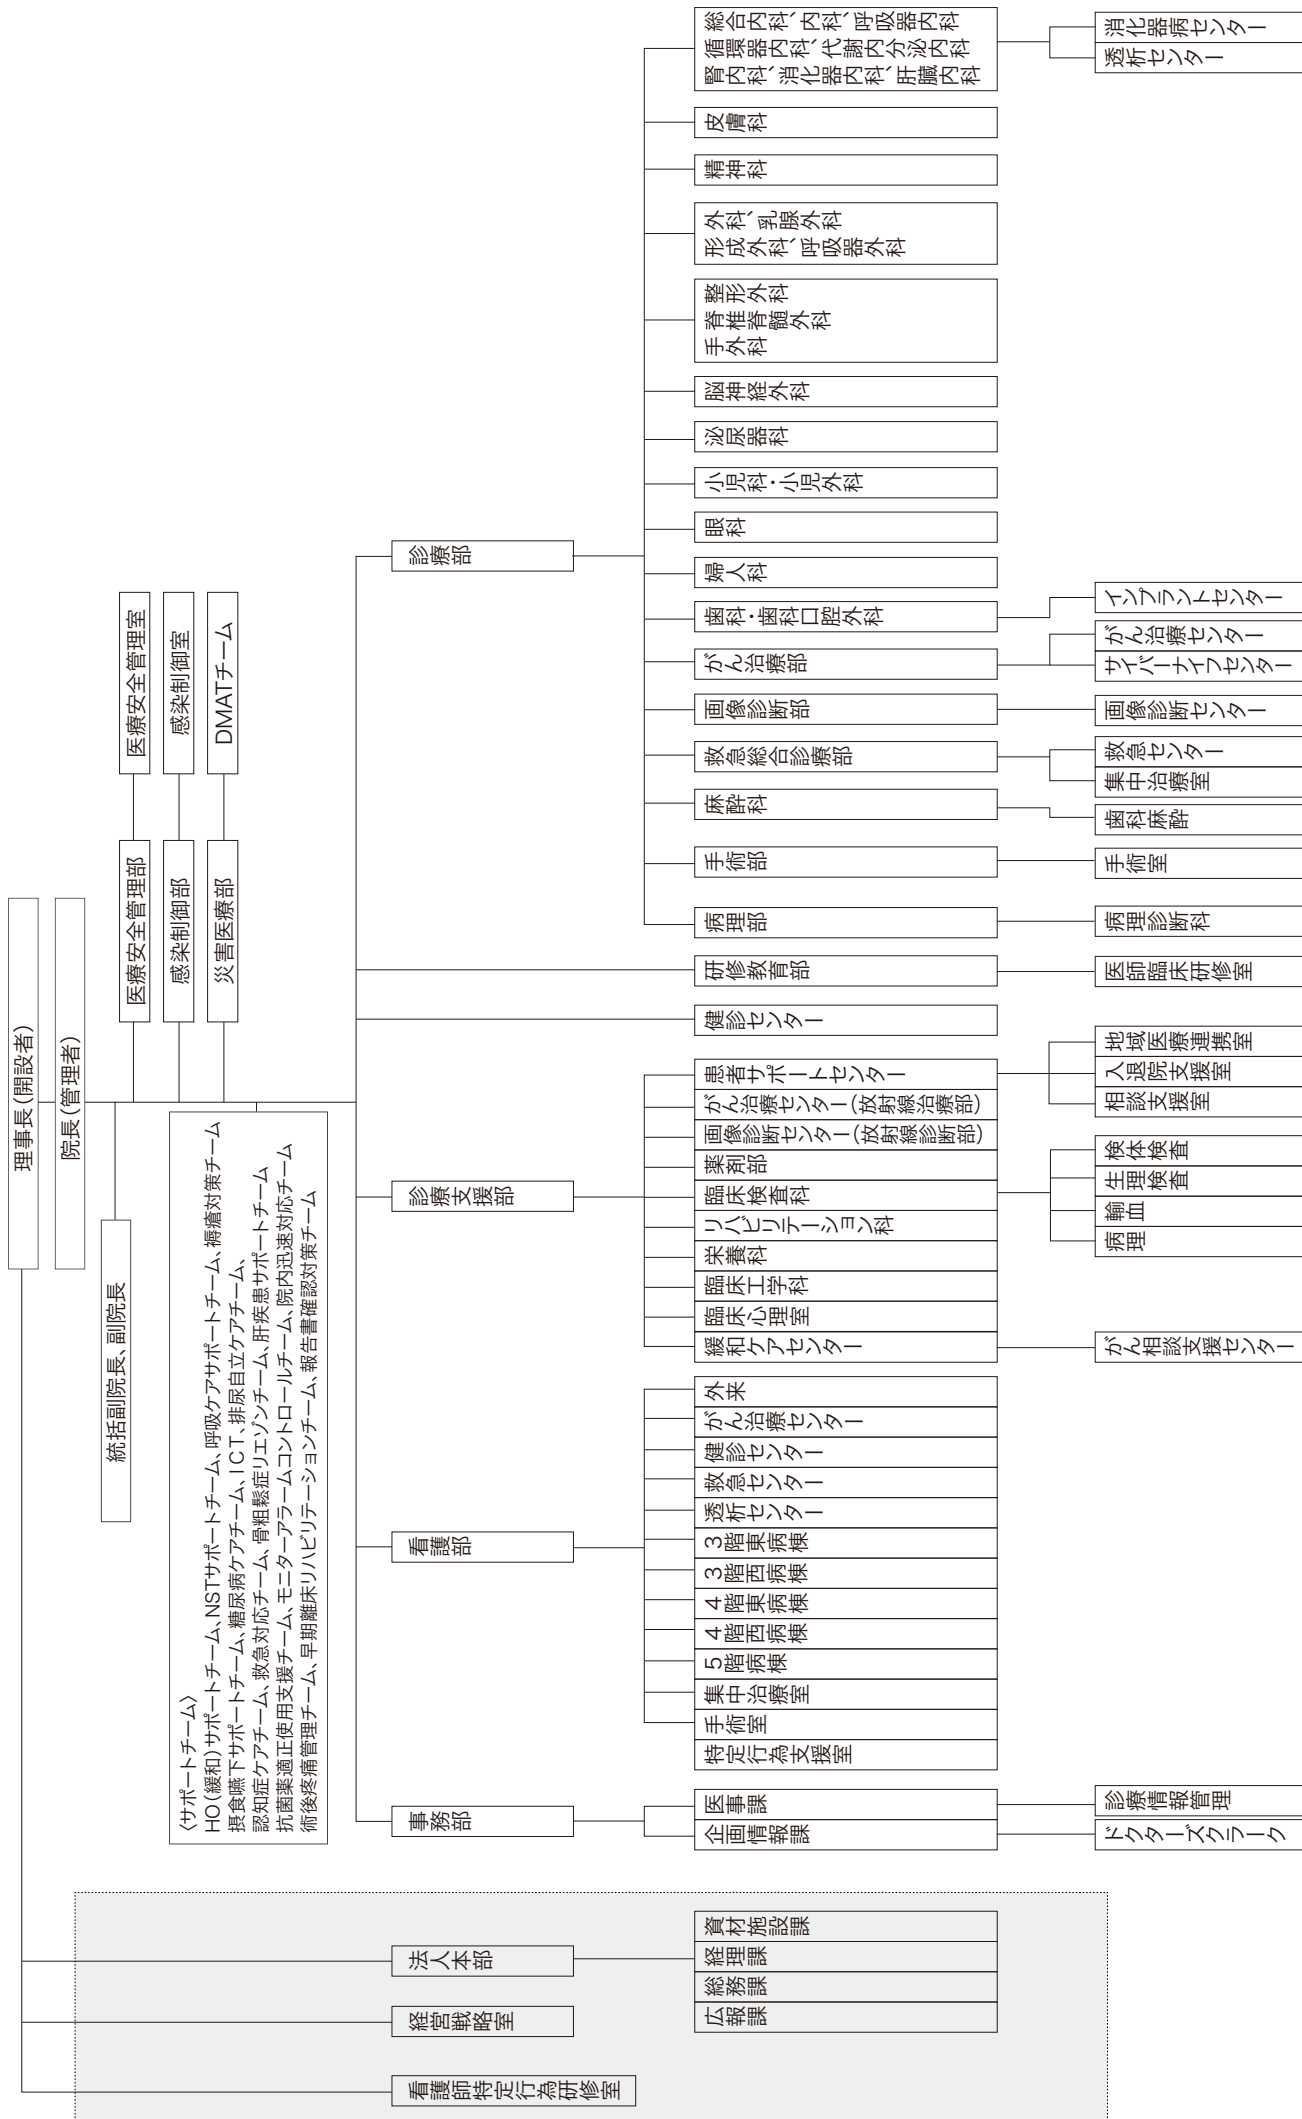 理事長（開設者）
院長（管理者）
統括副院長、副院長
医療安全管理部
医療安全管理室
感染制御部
感染制御室
災害医療部
DMATチーム
〈サポートチーム〉
HO（緩和）サポートチーム、NSTサポートチーム、呼吸ケアサポートチーム、褥瘡対策チーム
摂食嚥下サポートチーム、糖尿病ケアチーム、ICT、排尿自立ケアチーム、
認知症ケアチーム、救急対応チーム、骨粗鬆症リエゾンチーム、肝疾患サポートチーム
抗菌薬適正使用支援チーム、モニターアラームコントロールチーム、院内迅速対応チーム
術後疼痛管理チーム、早期離床リハビリテーションチーム、報告書確認対策チーム
診療部
総合内科、内科、呼吸器内科
循環器内科、代謝内分泌内科
腎内科、消化器内科、肝臓内科
消化器病センター
透析センター
皮膚科
精神科
外科、乳腺外科
形成外科、呼吸器外科
整形外科
脊椎脊髄外科
手外科
脳神経外科
泌尿器科
小児科・小児外科
眼科
婦人科
歯科・歯科口腔外科
インプラントセンター
がん治療部
がん治療センター
サイバーナイフセンター
画像診断部
画像診断センター
救急総合診療部
救急センター
集中治療室
麻酔科
歯科麻酔
手術部
手術室
病理部
病理診断科
研修教育部
医師臨床研修室
健診センター
診療支援部
患者サポートセンター
地域医療連携室
入退院支援室
相談支援室
がん治療センター（放射線治療部）
画像診断センター（放射線診断部）
薬剤部
臨床検査科
検体検査
生理検査
輸血
病理
リハビリテーション科
栄養科
臨床工学科
臨床心理室
緩和ケアセンター
がん相談支援センター
看護部
外来
がん治療センター
健診センター
救急センター
透析センター
3階東病棟
3階西病棟
4階東病棟
4階西病棟
5階病棟
集中治療室
手術室
特定行為支援室
事務部
医事課
診療情報管理
企画情報課
ドクターズクラーク
法人本部
資材施設課
経理課
総務課
広報課
経営戦略室
看護師特定行為研修室